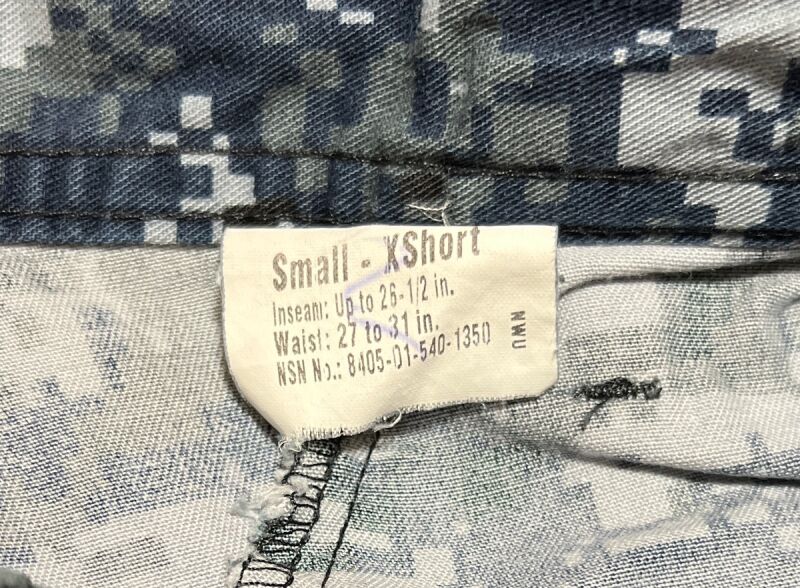 Small - XShort
Inseam: Up to 26-1/2 in.
Waist: 27 to 31 in.
NSN No.: 8405-01-540-1350
NWU